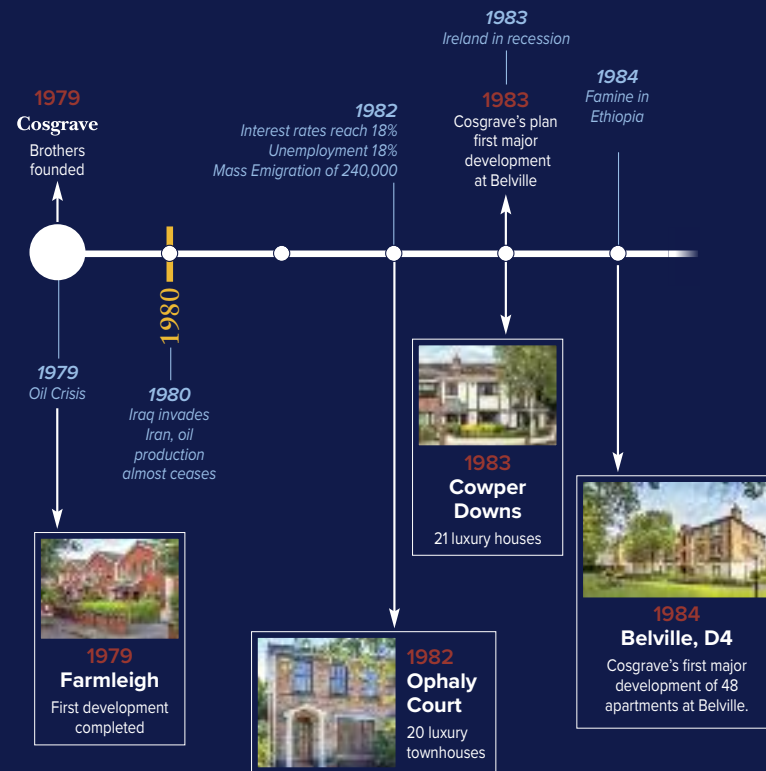 1979
Cosgrave
Brothers
founded
1979
Oil Crisis
1979
Farmleigh
First development
completed
1980
1980
Iraq invades
Iran, oil
production
almost ceases
1982
Interest rates reach 18%
Unemployment 18%
Mass Emigration of 240,000
1982
Ophaly
Court
20 luxury
townhouses
1983
Ireland in recession
1983
Cosgrave’s plan
first major
development
at Belville
1983
Cowper
Downs
21 luxury houses
1984
Famine in
Ethiopia
1984
Belville, D4
Cosgrave’s first major
development of 48
apartments at Belville.